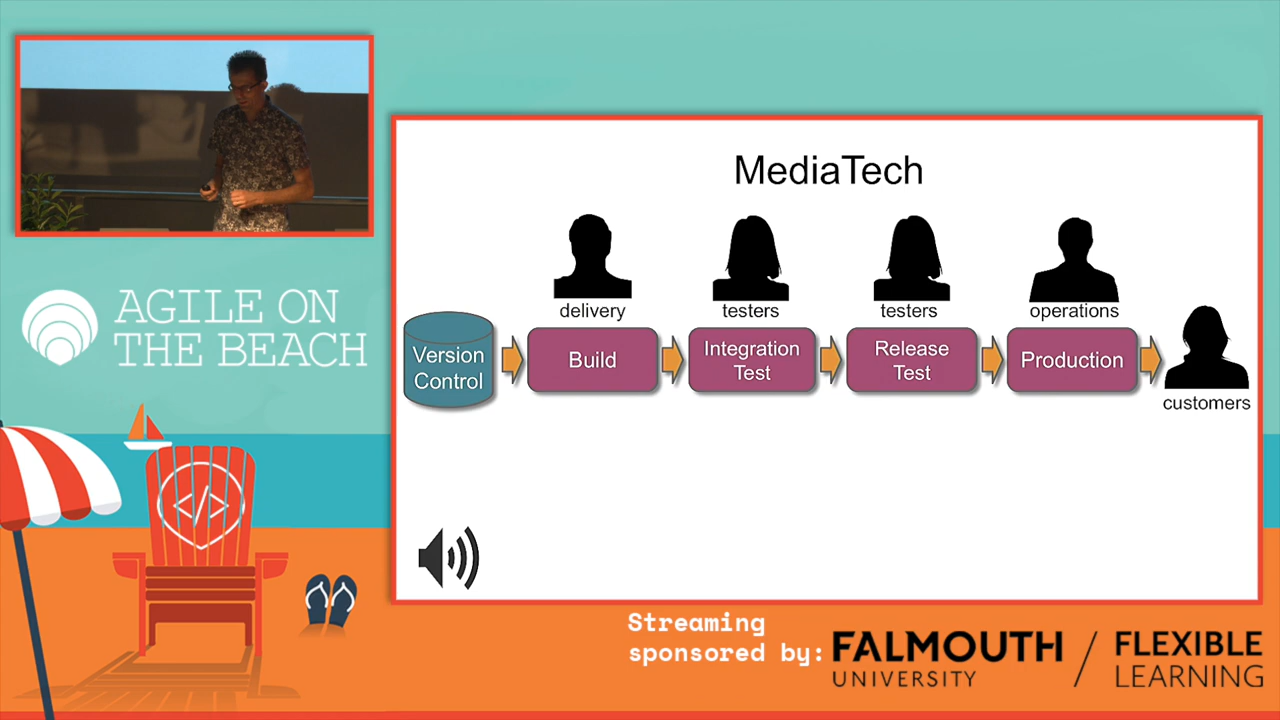 AGILE ON
THE BEACH
</>
MediaTech
delivery
testers
testers
operations
Version
Control
Build
Integration
Test
Release
Test
Production
customers
Streaming
sponsored by:
FALMOUTH
UNIVERSITY
/
FLEXIBLE
LEARNING